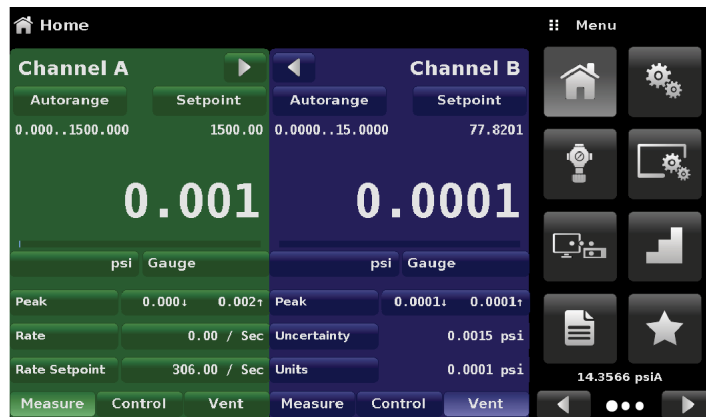 Home
Menu
Channel A
Channel B
Autorange Setpoint
Autorange Setpoint
0.000..1500.000 1500.00
0.0000..15.0000 77.8201
0.001
0.0001
psi Gauge
psi Gauge
Peak 0.000↓ 0.002↑
Peak 0.0001↓ 0.0001↑
Rate 0.00 / Sec
Uncertainty 0.0015 psi
Rate Setpoint 306.00 / Sec
Units 0.0001 psi
14.3566 psiA
Measure Control Vent
Measure Control Vent